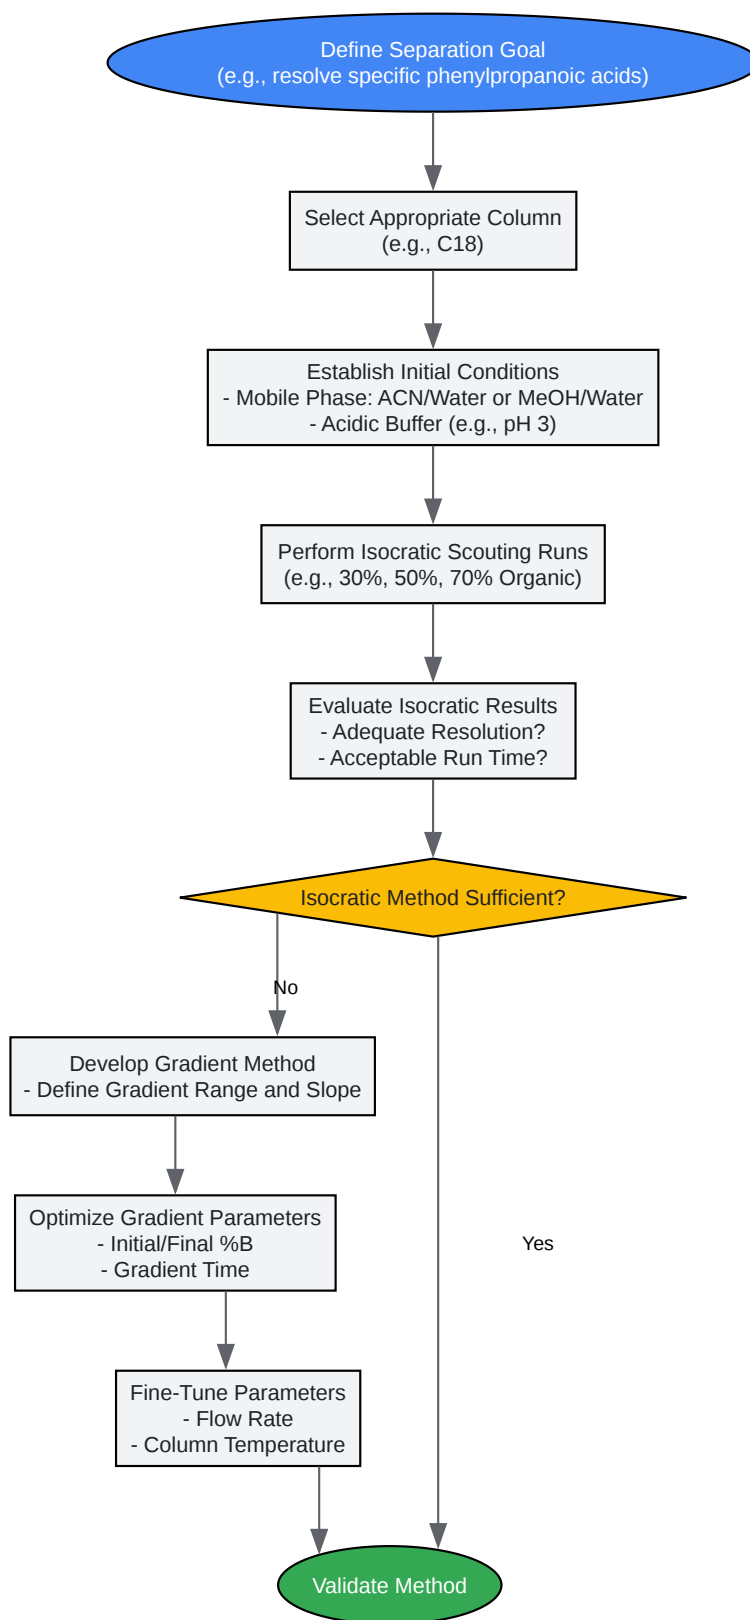 Define Separation Goal
(e.g., resolve specific phenylpropanoic acids)
Select Appropriate Column
(e.g., C18)
Establish Initial Conditions
- Mobile Phase: ACN/Water or MeOH/Water
- Acidic Buffer (e.g., pH 3)
Perform Isocratic Scouting Runs
(e.g., 30%, 50%, 70% Organic)
Evaluate Isocratic Results
- Adequate Resolution?
- Acceptable Run Time?
Isocratic Method Sufficient?
No
Develop Gradient Method
- Define Gradient Range and Slope
Optimize Gradient Parameters
- Initial/Final %B
- Gradient Time
Yes
Fine-Tune Parameters
- Flow Rate
- Column Temperature
Validate Method